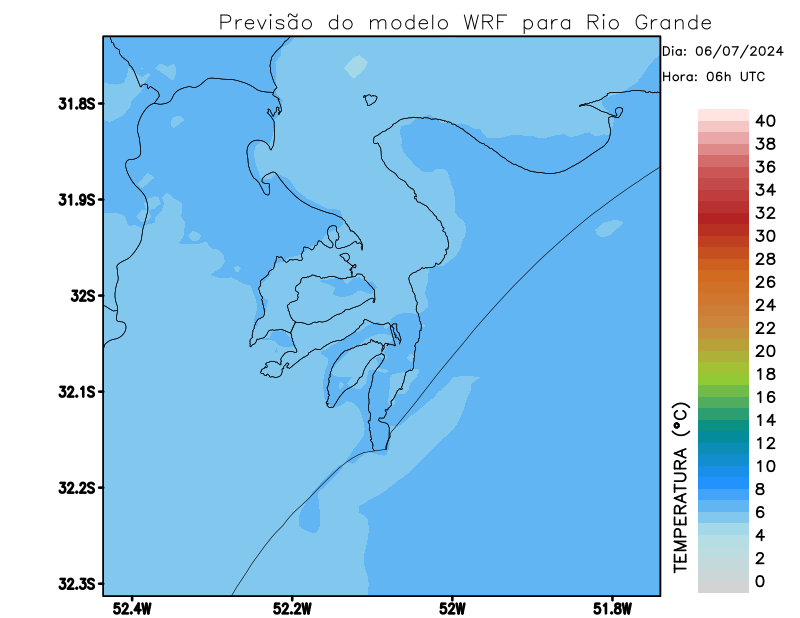 Previsão do modelo WRF para Rio Grande
Dia: 06/07/2024
Hora: 06h UTC
31.8S
31.9S
32S
32.1S
32.2S
32.3S
52.4W
52.2W
52W
51.8W
TEMPERATURA (°C)
40
38
36
34
32
30
28
26
24
22
20
18
16
14
12
10
8
6
4
2
0